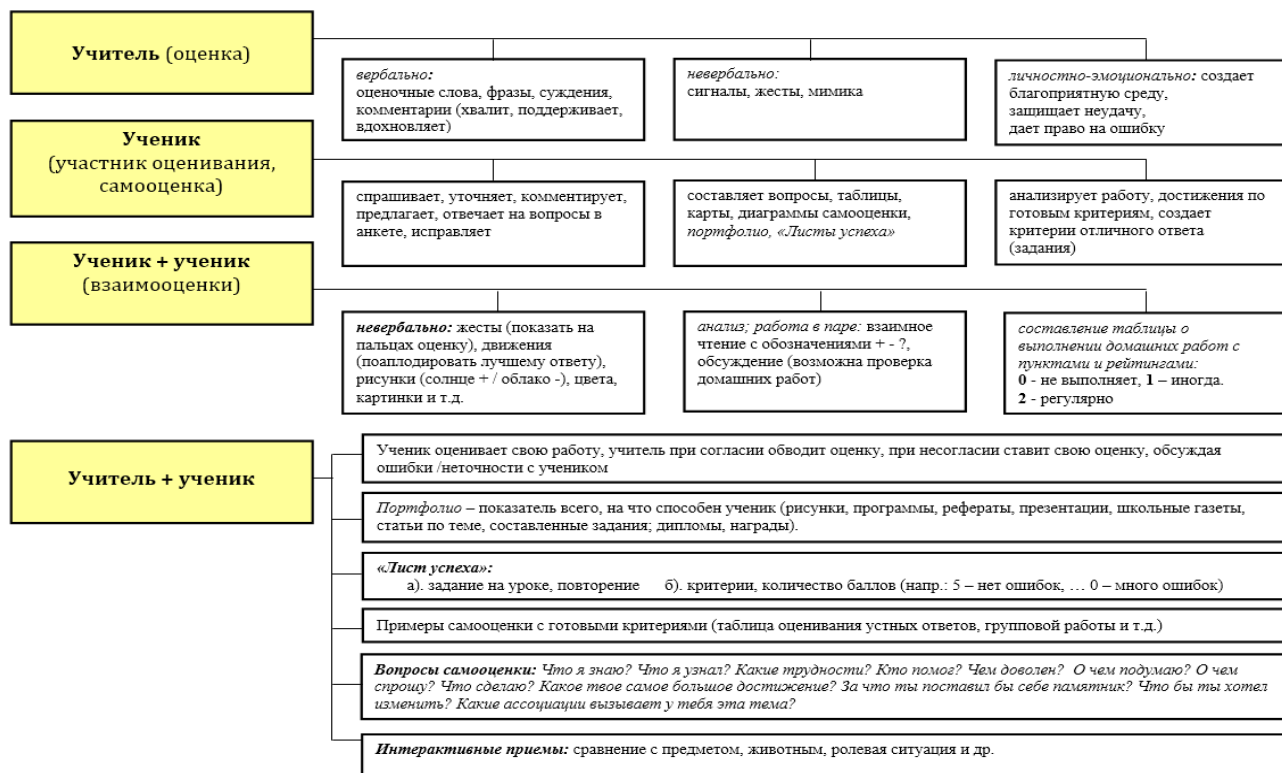 Учитель (оценка)
вербально:
оценочные слова, фразы, суждения,
комментарии (хвалит, поддерживает,
вдохновляет)
невербально:
сигналы, жесты, мимика
личностно-эмоционально: создает
благоприятную среду,
защищает неудачу,
дает право на ошибку
Ученик
(участник оценивания,
самооценка)
спрашивает, уточняет, комментирует,
предлагает, отвечает на вопросы в
анкете, исправляет
составляет вопросы, таблицы,
карты, диаграммы самооценки,
портфолио, «Листы успеха»
анализирует работу, достижения по
готовым критериям, создает
критерии отличного ответа
(задания)
Ученик + ученик
(взаимооценки)
невербально: жесты (показать на
пальцах оценку), движения
(поаплодировать лучшему ответу),
рисунки (солнце + / облако -), цвета,
картинки и т.д.
анализ; работа в паре: взаимное
чтение с обозначениями + - ?,
обсуждение (возможна проверка
домашних работ)
составление таблицы о
выполнении домашних работ с
пунктами и рейтингами:
0 - не выполняет, 1 – иногда.
2 - регулярно
Учитель + ученик
Ученик оценивает свою работу, учитель при согласии обводит оценку, при несогласии ставит свою оценку, обсуждая
ошибки /неточности с учеником
Портфолио – показатель всего, на что способен ученик (рисунки, программы, рефераты, презентации, школьные газеты,
статьи по теме, составленные задания; дипломы, награды).
«Лист успеха»:
а). задание на уроке, повторение б). критерии, количество баллов (напр.: 5 – нет ошибок, … 0 – много ошибок)
Примеры самооценки с готовыми критериями (таблица оценивания устных ответов, групповой работы и т.д.)
Вопросы самооценки: Что я знаю? Что я узнал? Какие трудности? Кто помог? Чем доволен? О чем подумаю? О чем
спрошу? Что сделаю? Какое твое самое большое достижение? За что ты поставил бы себе памятник? Что бы ты хотел
изменить? Какие ассоциации вызывает у тебя эта тема?
Интерактивные приемы: сравнение с предметом, животным, ролевая ситуация и др.